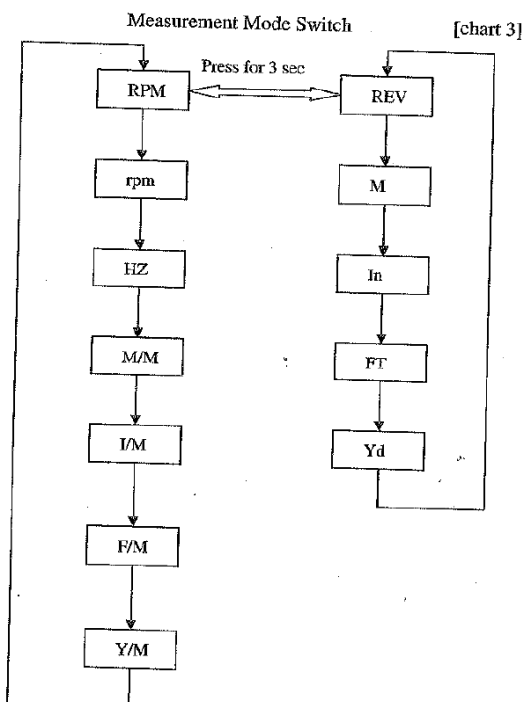 Measurement Mode Switch
[chart 3]
Press for 3 sec
RPM
REV
rpm
M
HZ
In
M/M
FT
I/M
Yd
F/M
Y/M